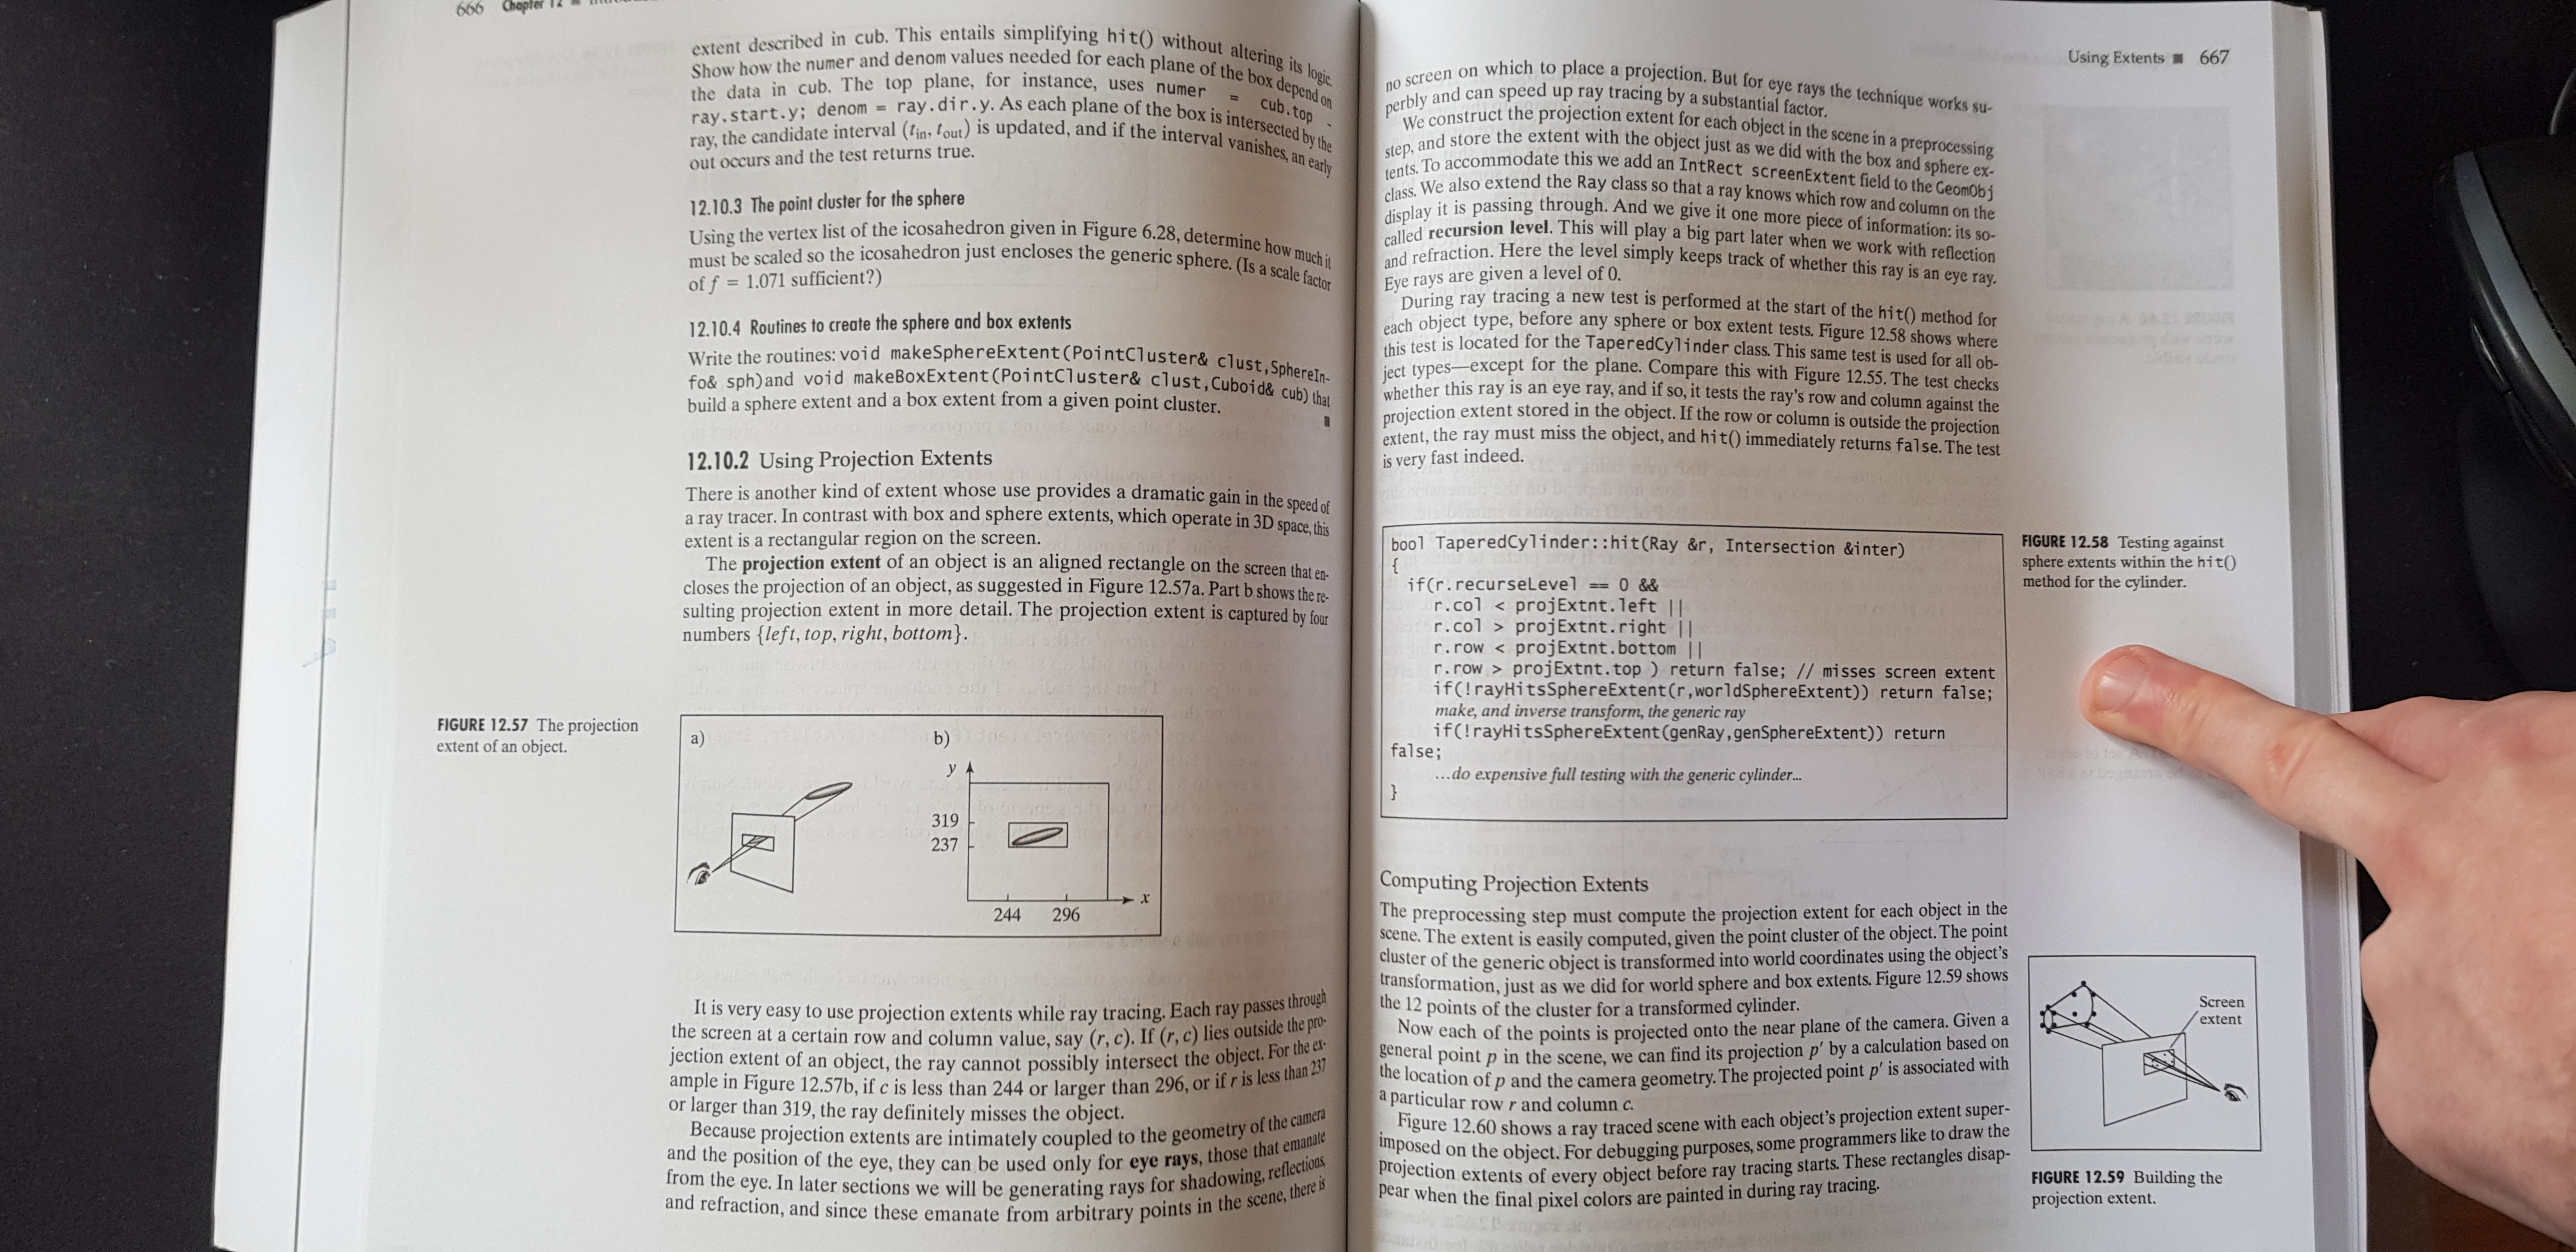 666 Chapter 12
extent described in cub. This entails simplifying hit() without altering its logic.
Show how the numer and denom values needed for each plane of the box depend on
the data in cub. The top plane, for instance, uses numer = cub.top -
ray.start.y; denom = ray.dir.y. As each plane of the box is intersected by the
ray, the candidate interval (tin, tout) is updated, and if the interval vanishes, an early
out occurs and the test returns true.
12.10.3 The point cluster for the sphere
Using the vertex list of the icosahedron given in Figure 6.28, determine how much it
must be scaled so the icosahedron just encloses the generic sphere. (Is a scale factor
of f = 1.071 sufficient?)
12.10.4 Routines to create the sphere and box extents
Write the routines: void makeSphereExtent(PointCluster& clust,SphereIn-
fo& sph)and void makeBoxExtent(PointCluster& clust,Cuboid& cub) that
build a sphere extent and a box extent from a given point cluster.
■
12.10.2 Using Projection Extents
There is another kind of extent whose use provides a dramatic gain in the speed of
a ray tracer. In contrast with box and sphere extents, which operate in 3D space, this
extent is a rectangular region on the screen.
The projection extent of an object is an aligned rectangle on the screen that en-
closes the projection of an object, as suggested in Figure 12.57a. Part b shows the re-
sulting projection extent in more detail. The projection extent is captured by four
numbers {left, top, right, bottom}.
FIGURE 12.57 The projection
extent of an object.
a)
b)
y
319
237
x
244 296
It is very easy to use projection extents while ray tracing. Each ray passes through
the screen at a certain row and column value, say (r, c). If (r, c) lies outside the pro-
jection extent of an object, the ray cannot possibly intersect the object. For the ex-
ample in Figure 12.57b, if c is less than 244 or larger than 296, or if r is less than 237
or larger than 319, the ray definitely misses the object.
Because projection extents are intimately coupled to the geometry of the camera
and the position of the eye, they can be used only for eye rays, those that emanate
from the eye. In later sections we will be generating rays for shadowing, reflections,
and refraction, and since these emanate from arbitrary points in the scene, there is
Using Extents ■ 667
no screen on which to place a projection. But for eye rays the technique works su-
perbly and can speed up ray tracing by a substantial factor.
We construct the projection extent for each object in the scene in a preprocessing
step, and store the extent with the object just as we did with the box and sphere ex-
tents. To accommodate this we add an IntRect screenExtent field to the GeomObj
class. We also extend the Ray class so that a ray knows which row and column on the
display it is passing through. And we give it one more piece of information: its so-
called recursion level. This will play a big part later when we work with reflection
and refraction. Here the level simply keeps track of whether this ray is an eye ray.
Eye rays are given a level of 0.
During ray tracing a new test is performed at the start of the hit() method for
each object type, before any sphere or box extent tests. Figure 12.58 shows where
this test is located for the TaperedCylinder class. This same test is used for all ob-
ject types—except for the plane. Compare this with Figure 12.55. The test checks
whether this ray is an eye ray, and if so, it tests the ray's row and column against the
projection extent stored in the object. If the row or column is outside the projection
extent, the ray must miss the object, and hit() immediately returns false. The test
is very fast indeed.
bool TaperedCylinder::hit(Ray &r, Intersection &inter)
{
if(r.recurseLevel == 0 &&
r.col < projExtnt.left ||
r.col > projExtnt.right ||
r.row < projExtnt.bottom ||
r.row > projExtnt.top ) return false; // misses screen extent
if(!rayHitsSphereExtent(r,worldSphereExtent)) return false;
make, and inverse transform, the generic ray
if(!rayHitsSphereExtent(genRay,genSphereExtent)) return
false;
...do expensive full testing with the generic cylinder...
}
FIGURE 12.58 Testing against
sphere extents within the hit()
method for the cylinder.
Computing Projection Extents
The preprocessing step must compute the projection extent for each object in the
scene. The extent is easily computed, given the point cluster of the object. The point
cluster of the generic object is transformed into world coordinates using the object's
transformation, just as we did for world sphere and box extents. Figure 12.59 shows
the 12 points of the cluster for a transformed cylinder.
Now each of the points is projected onto the near plane of the camera. Given a
general point p in the scene, we can find its projection p' by a calculation based on
the location of p and the camera geometry. The projected point p' is associated with
a particular row r and column c.
Figure 12.60 shows a ray traced scene with each object's projection extent super-
imposed on the object. For debugging purposes, some programmers like to draw the
projection extents of every object before ray tracing starts. These rectangles disap-
pear when the final pixel colors are painted in during ray tracing.
Screen
extent
FIGURE 12.59 Building the
projection extent.